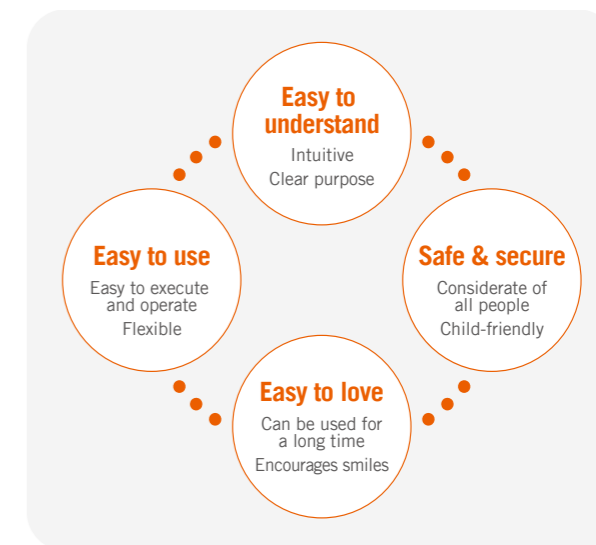 Easy to
understand
Intuitive
Clear purpose
Easy to use
Easy to execute
and operate
Flexible
Safe & secure
Considerate of
all people
Child-friendly
Easy to love
Can be used for
a long time
Encourages smiles